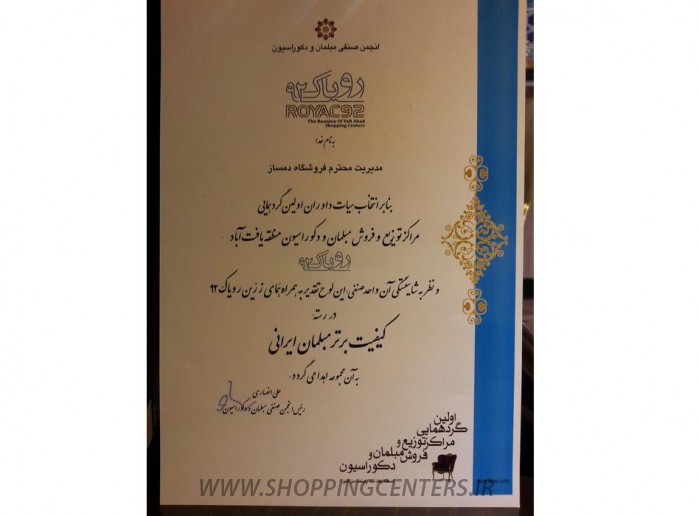 انجمن صنفی مبلمان و دکوراسیون
رویاک ۹۲
ROYAC92
The Reunion Of Yaft Abad
Shopping Centers
به نام خدا
مدیریت محترم فروشگاه دمساز
بنابر انتخاب هیات داوران اولین گردهمایی
مراکز توزیع و فروش مبلمان و دکوراسیون منطقه یافت آباد
رویاک ۹۲
و نظر به شایستگی آن واحد صنفی، این لوح تقدیر به همراه نمای زرین رویاک ۹۲
در رسته:
کیفیت برتر مبلمان ایرانی
به آن مجموعه اهدا می گردد.
علی انصاری
رئیس انجمن صنفی مبلمان و دکوراسیون
اولین
گردهمایی
مراکز توزیع و
فروش مبلمان و
دکوراسیون
WWW.SHOPPINGCENTERS.IR